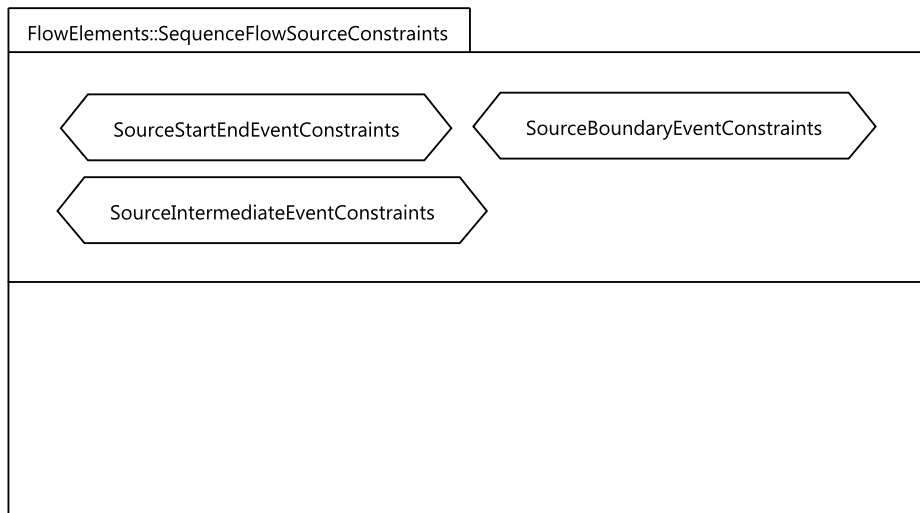 FlowElements::SequenceFlowSourceConstraints
SourceStartEndEventConstraints
SourceBoundaryEventConstraints
SourceIntermediateEventConstraints